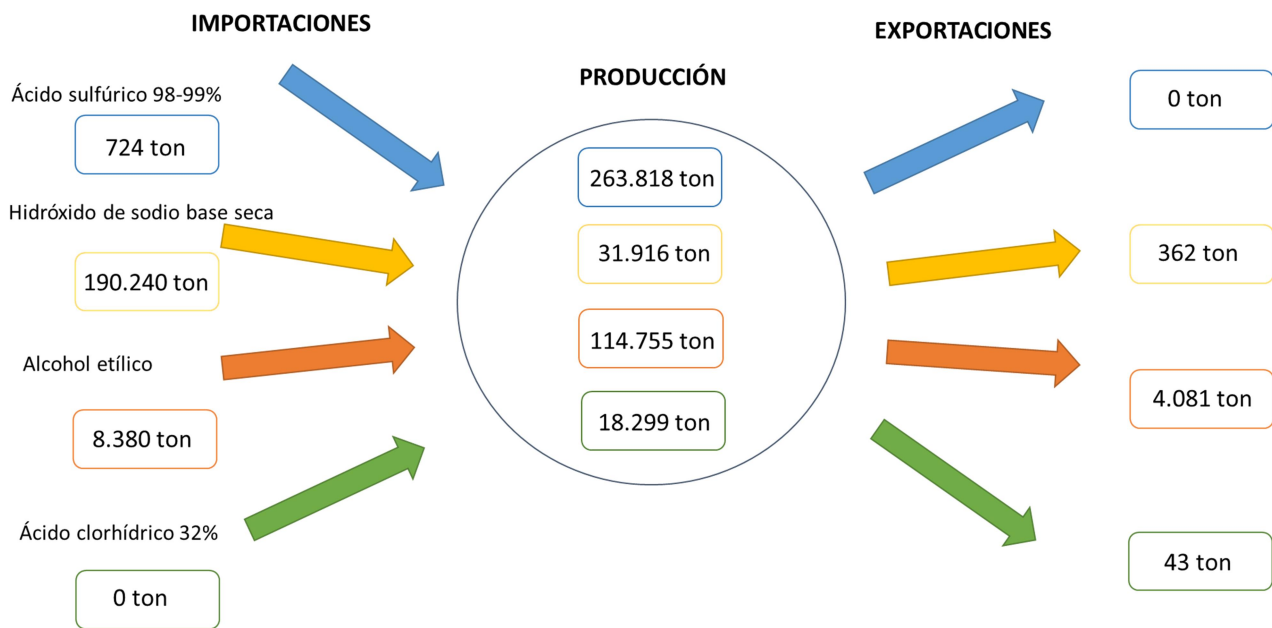 IMPORTACIONES
Ácido sulfúrico 98-99%
724 ton
Hidróxido de sodio base seca
190.240 ton
Alcohol etílico
8.380 ton
Ácido clorhídrico 32%
0 ton
PRODUCCIÓN
263.818 ton
31.916 ton
114.755 ton
18.299 ton
EXPORTACIONES
0 ton
362 ton
4.081 ton
43 ton